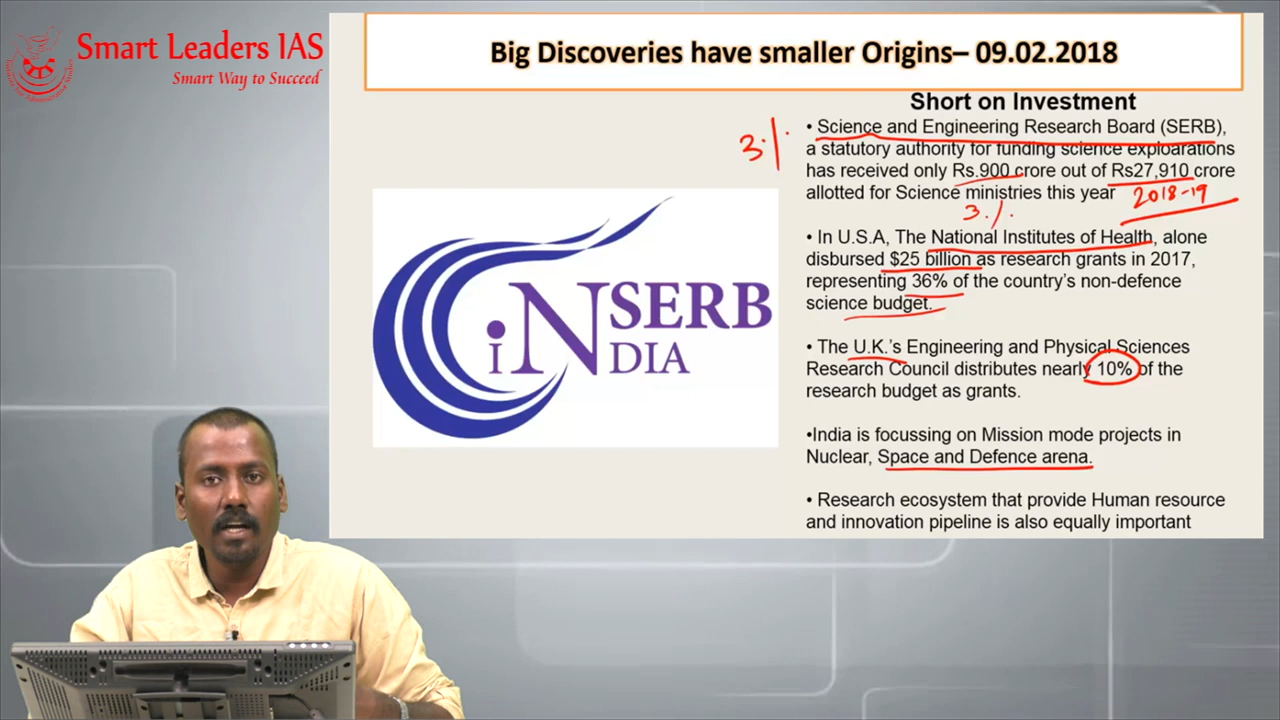 Smart Leaders IAS
Smart Way to Succeed
Big Discoveries have smaller Origins– 09.02.2018
Short on Investment
3%
• Science and Engineering Research Board (SERB),
a statutory authority for funding science explorations
has received only Rs.900 crore out of Rs27,910 crore
allotted for Science ministries this year
2018-19
3%
• In U.S.A, The National Institutes of Health, alone
disbursed $25 billion as research grants in 2017,
representing 36% of the country's non-defence
science budget.
• The U.K.'s Engineering and Physical Sciences
Research Council distributes nearly 10% of the
research budget as grants.
•India is focussing on Mission mode projects in
Nuclear, Space and Defence arena.
• Research ecosystem that provide Human resource
and innovation pipeline is also equally important
iNSERB
iNDIA